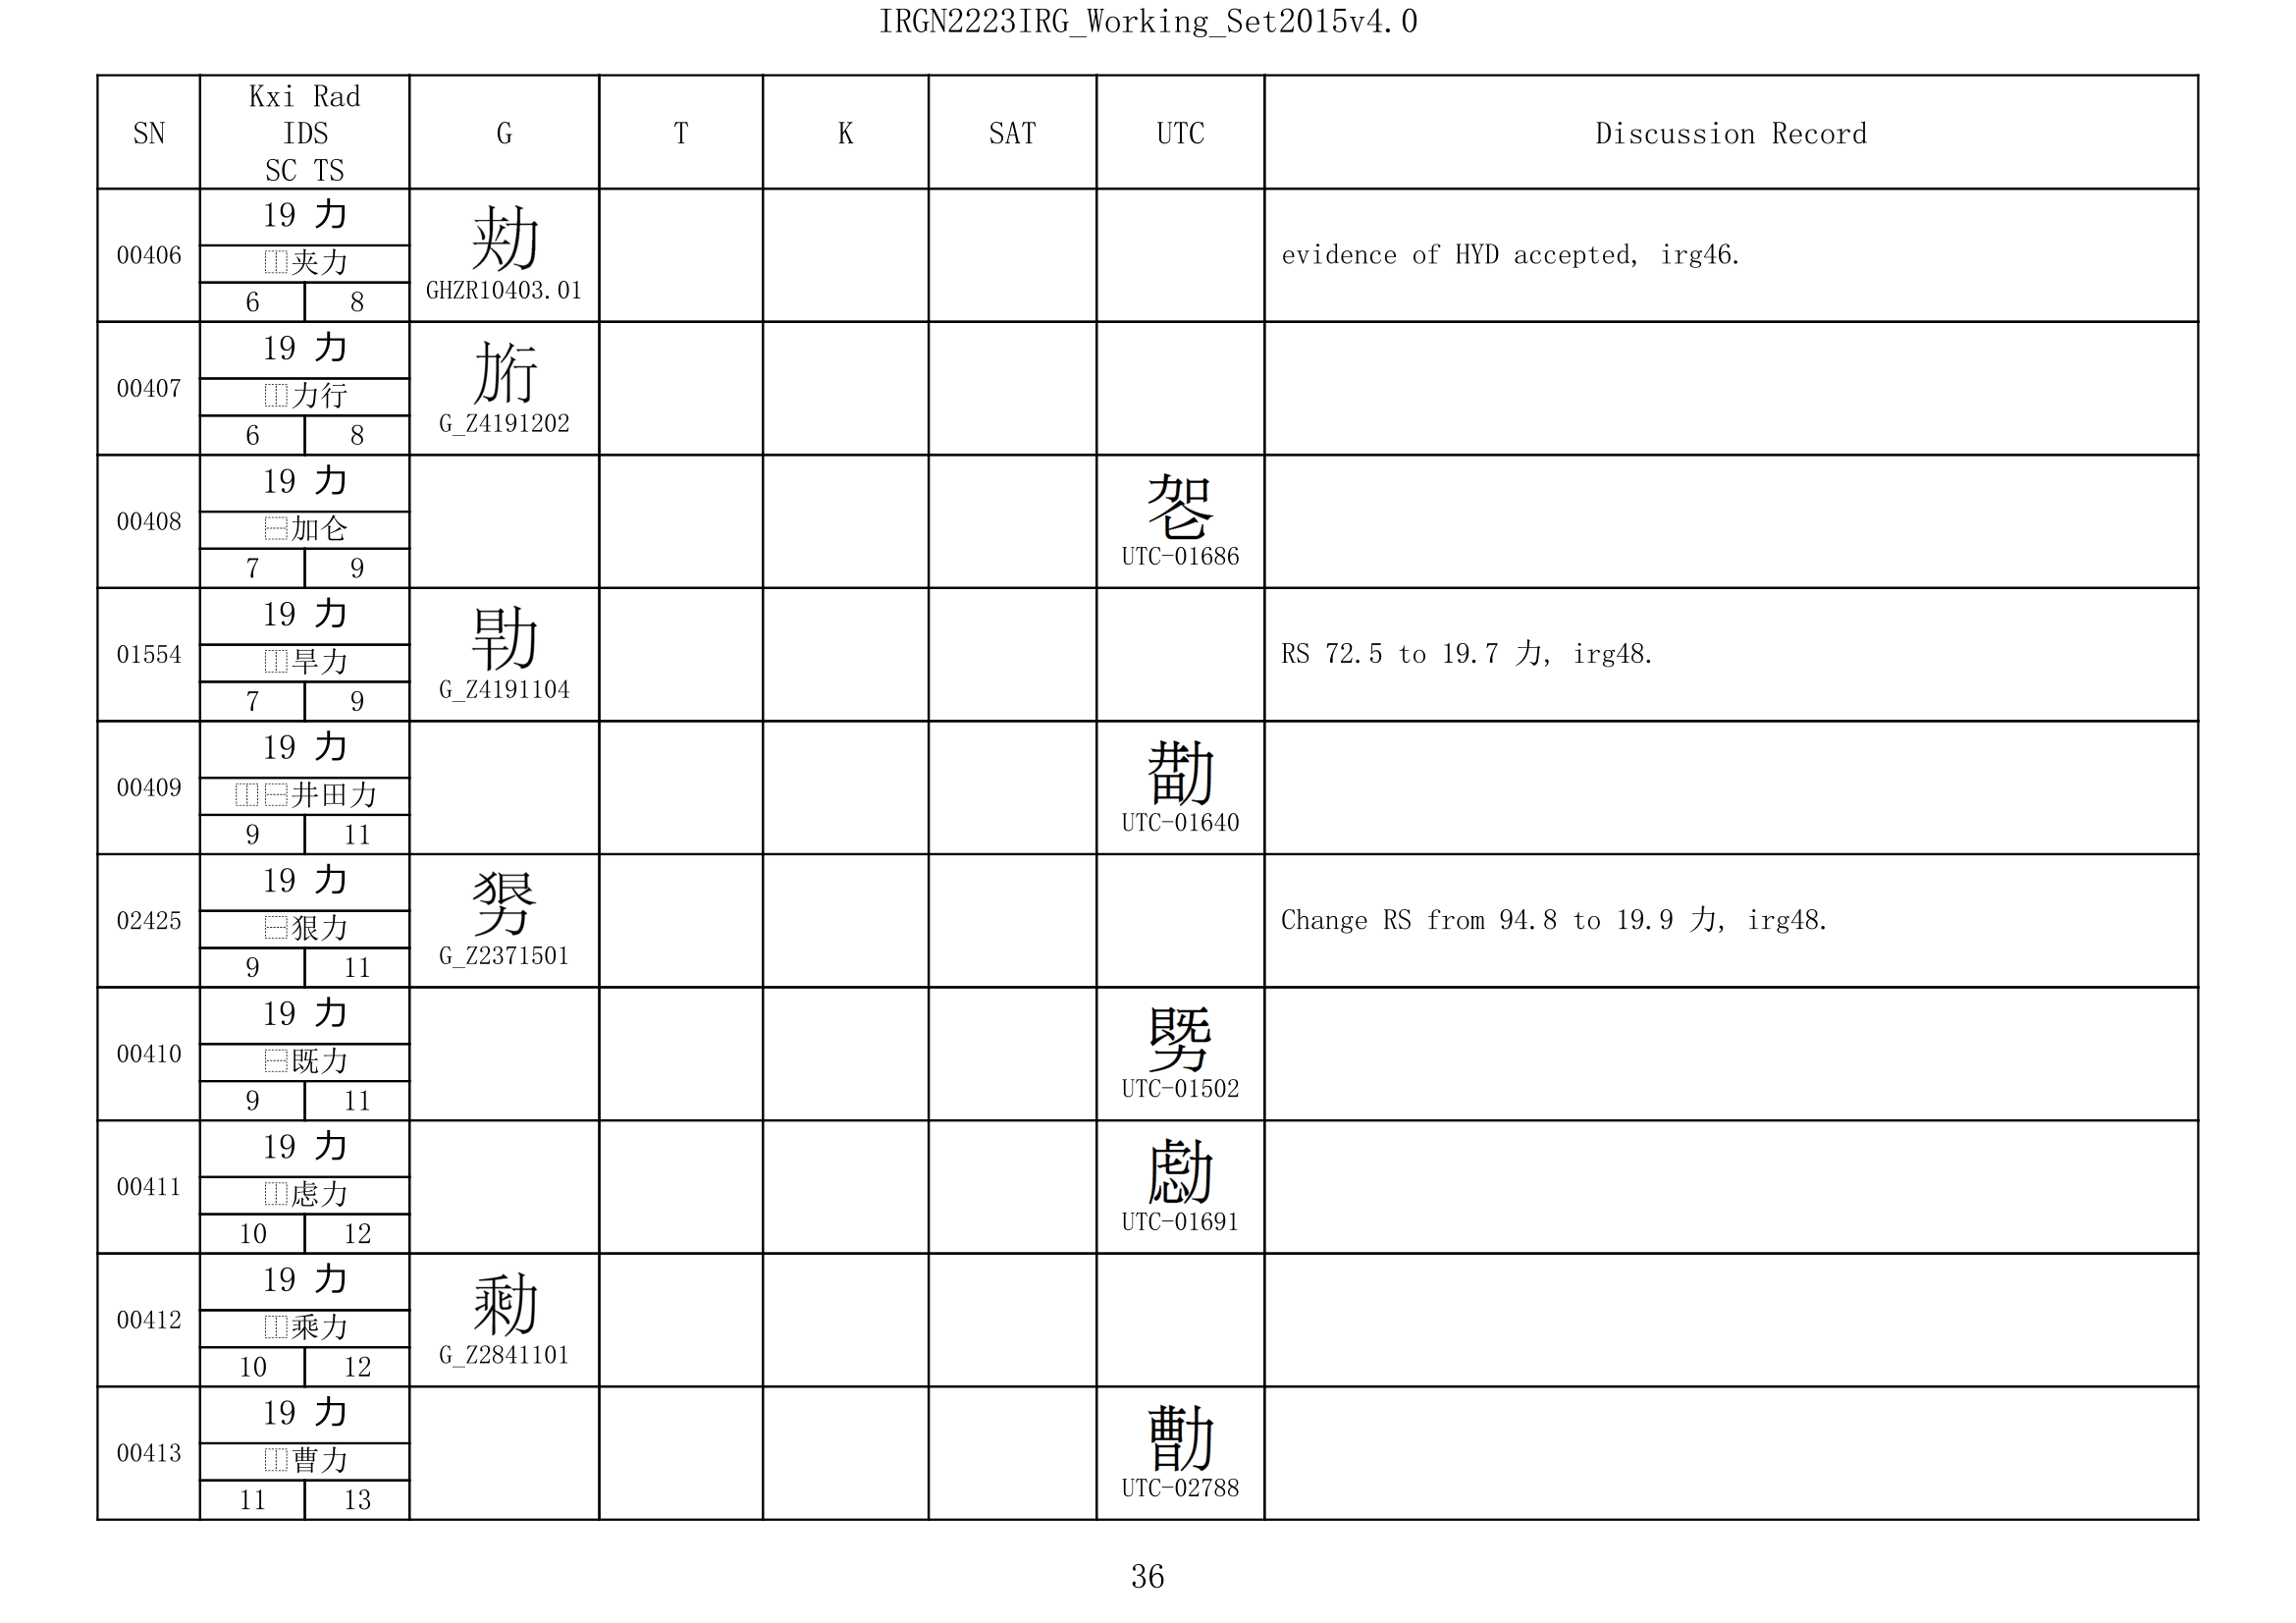 IRGN2223IRG_Working_Set2015v4.0
SN
Kxi Rad
IDS
SC TS
G
T
K
SAT
UTC
Discussion Record
00406
19 力
⿰夹力
6 8
GHZR10403.01
evidence of HYD accepted, irg46.
00407
19 力
⿰力行
6 8
G_Z4191202
00408
19 力
⿱加仑
7 9
UTC-01686
01554
19 力
⿰旱力
7 9
G_Z4191104
RS 72.5 to 19.7 力, irg48.
00409
19 力
⿰⿱井田力
9 11
UTC-01640
02425
19 力
⿱狠力
9 11
G_Z2371501
Change RS from 94.8 to 19.9 力, irg48.
00410
19 力
⿱既力
9 11
UTC-01502
00411
19 力
⿰虑力
10 12
UTC-01691
00412
19 力
⿰乘力
10 12
G_Z2841101
00413
19 力
⿰曹力
11 13
UTC-02788
36